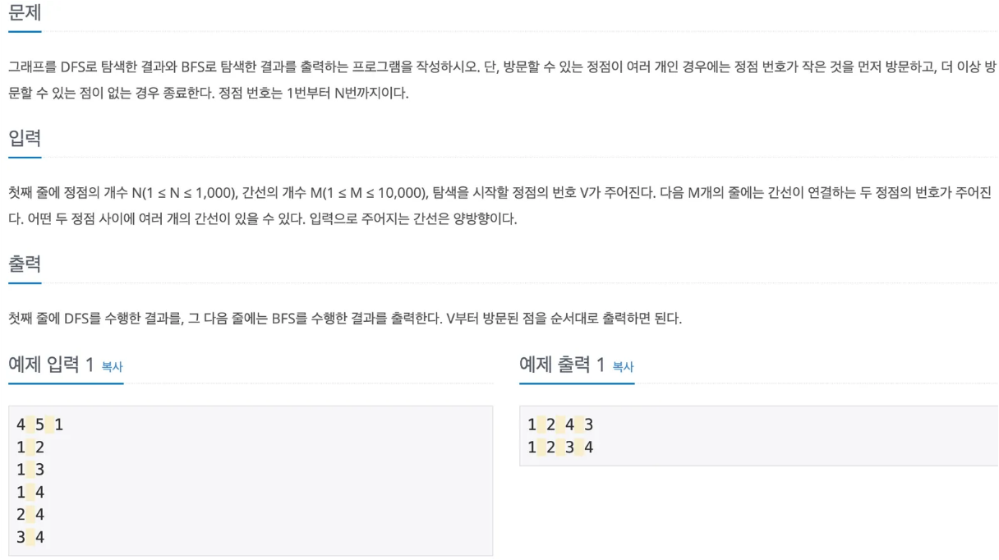 문제
그래프를 DFS로 탐색한 결과와 BFS로 탐색한 결과를 출력하는 프로그램을 작성하시오. 단, 방문할 수 있는 정점이 여러 개인 경우에는 정점 번호가 작은 것을 먼저 방문하고, 더 이상 방
문할 수 있는 점이 없는 경우 종료한다. 정점 번호는 1번부터 N번까지이다.
입력
첫째 줄에 정점의 개수 N(1 ≤ N ≤ 1,000), 간선의 개수 M(1 ≤ M ≤ 10,000), 탐색을 시작할 정점의 번호 V가 주어진다. 다음 M개의 줄에는 간선이 연결하는 두 정점의 번호가 주어진
다. 어떤 두 정점 사이에 여러 개의 간선이 있을 수 있다. 입력으로 주어지는 간선은 양방향이다.
출력
첫째 줄에 DFS를 수행한 결과를, 그 다음 줄에는 BFS를 수행한 결과를 출력한다. V부터 방문된 점을 순서대로 출력하면 된다.
예제 입력 1 복사
4 5 1
1 2
1 3
1 4
2 4
3 4
예제 출력 1 복사
1 2 4 3
1 2 3 4